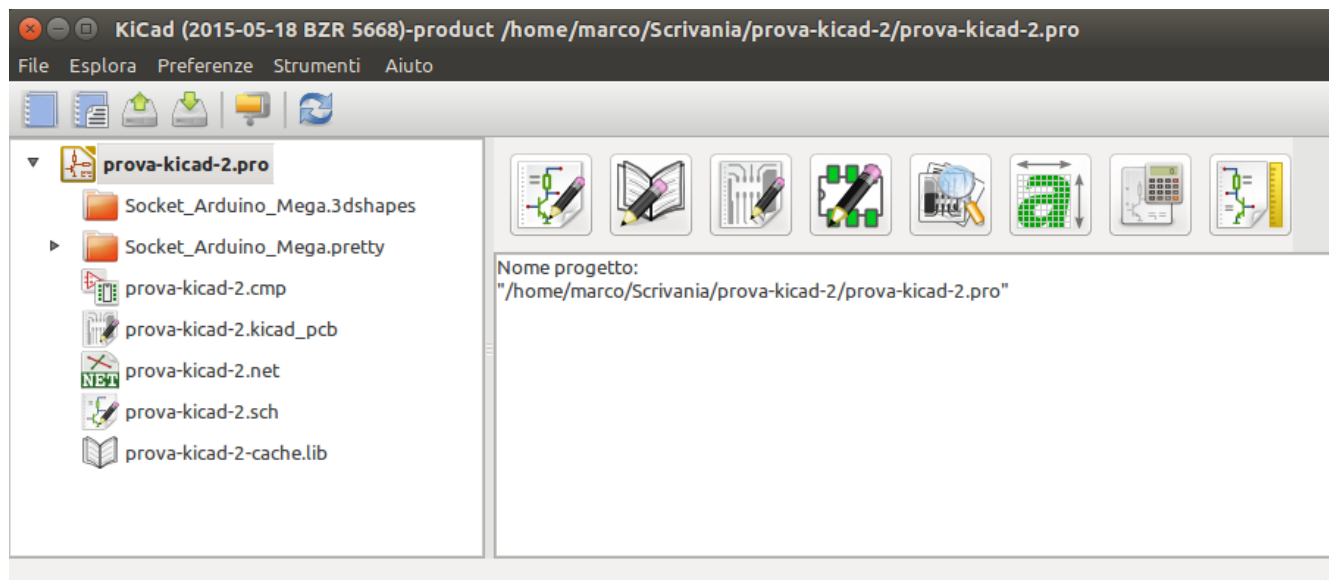 KiCad (2015-05-18 BZR 5668)-product /home/marco/Scrivania/prova-kicad-2/prova-kicad-2.pro
File Esplora Preferenze Strumenti Aiuto
prova-kicad-2.pro
Socket_Arduino_Mega.3dshapes
Socket_Arduino_Mega.pretty
prova-kicad-2.cmp
prova-kicad-2.kicad_pcb
NET prova-kicad-2.net
prova-kicad-2.sch
prova-kicad-2-cache.lib
a
Nome progetto:
"/home/marco/Scrivania/prova-kicad-2/prova-kicad-2.pro"